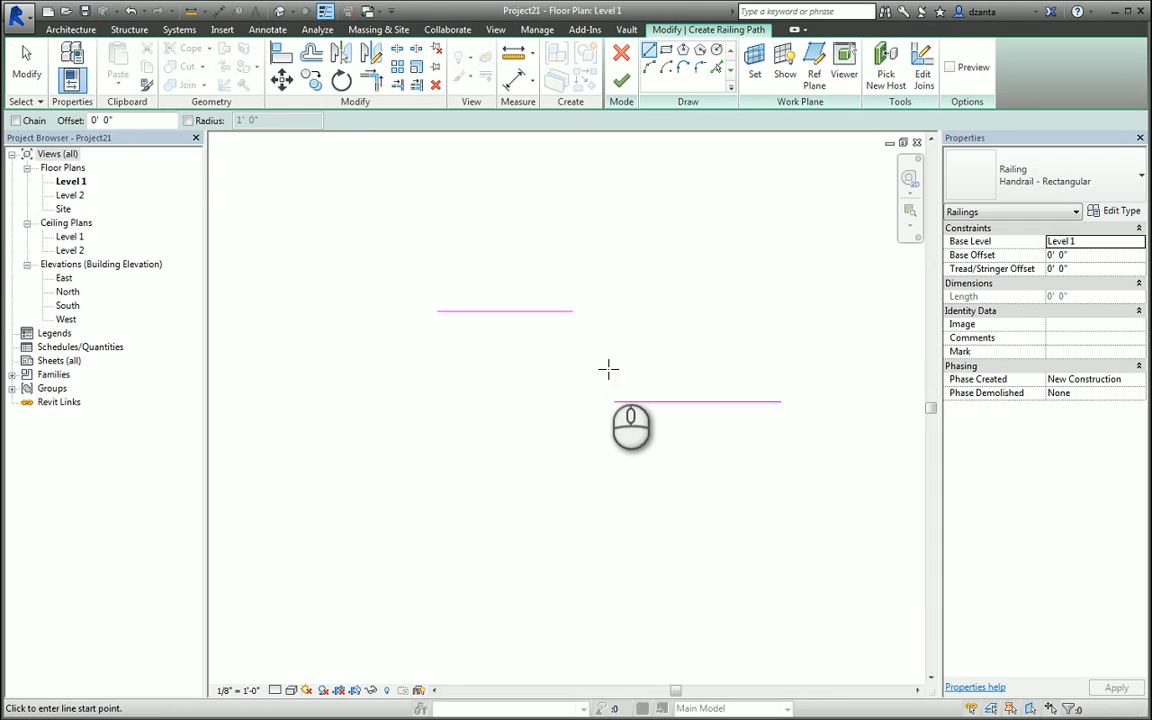 Project21 - Floor Plan: Level 1
Type a keyword or phrase
dzanta
Architecture Structure Systems Insert Annotate Analyze Massing & Site Collaborate View Manage Add-Ins Vault Modify | Create Railing Path
Modify
Paste
Cope
Cut
Join
Set Show Ref Plane Viewer
Pick New Host
Edit Joins
Preview
Select Properties Clipboard Geometry Modify View Measure Create Mode Draw Work Plane Tools Options
Chain Offset: 0' 0" Radius: 1' 0"
Project Browser - Project21
Views (all)
Floor Plans
Level 1
Level 2
Site
Ceiling Plans
Level 1
Level 2
Elevations (Building Elevation)
East
North
South
West
Legends
Schedules/Quantities
Sheets (all)
Families
Groups
Revit Links
2D
Properties
Railing
Handrail - Rectangular
Railings Edit Type
Constraints
Base Level Level 1
Base Offset 0' 0"
Tread/Stringer Offset 0' 0"
Dimensions
Length 0' 0"
Identity Data
Image
Comments
Mark
Phasing
Phase Created New Construction
Phase Demolished None
Properties help Apply
1/8" = 1'-0"
Click to enter line start point.
:0
Main Model
:0